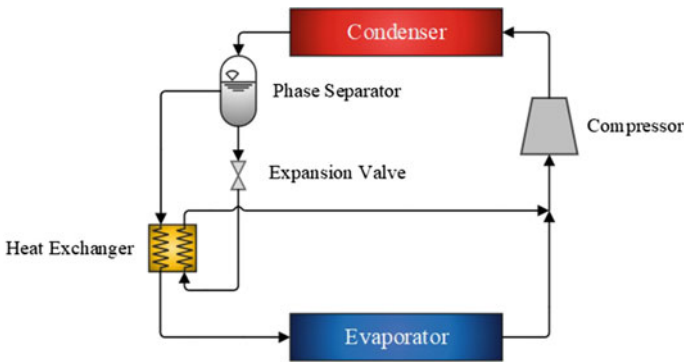 Condenser
Phase Separator
Compressor
Expansion Valve
Heat Exchanger
Evaporator